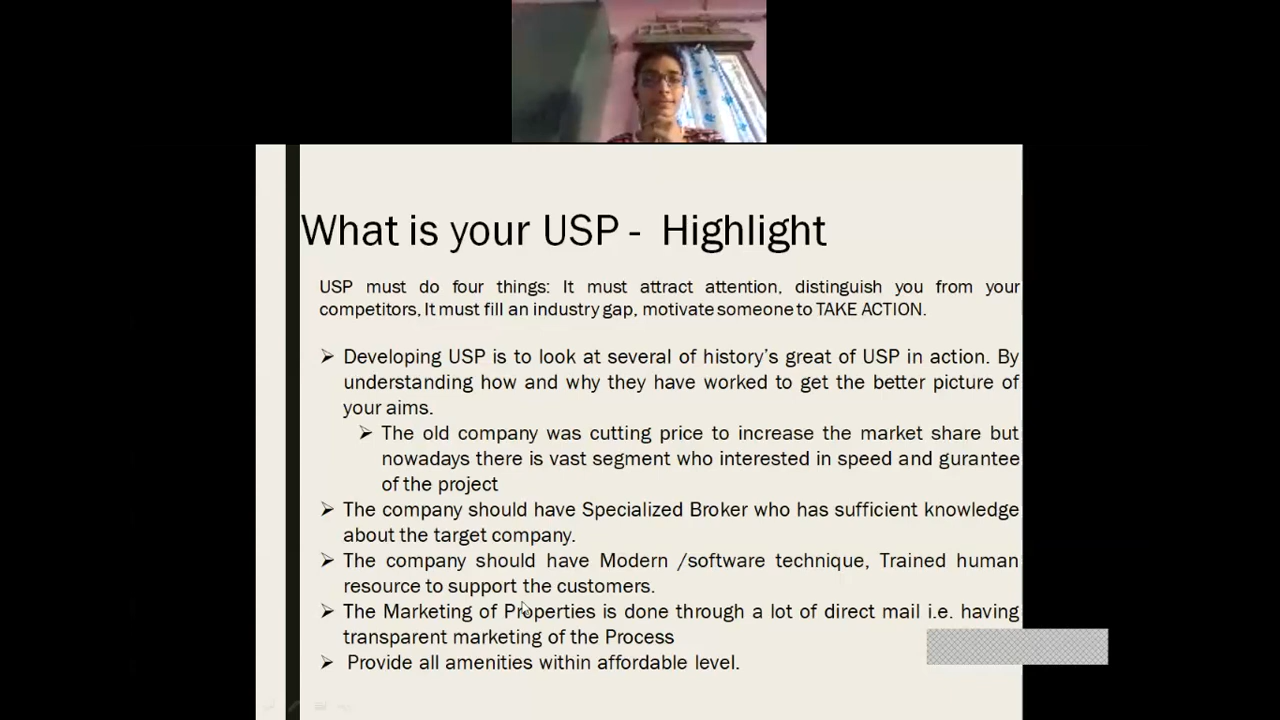 What is your USP - Highlight
USP must do four things: It must attract attention, distinguish you from your
competitors, It must fill an industry gap, motivate someone to TAKE ACTION.
➢ Developing USP is to look at several of history's great of USP in action. By
understanding how and why they have worked to get the better picture of
your aims.
➢ The old company was cutting price to increase the market share but
nowadays there is vast segment who interested in speed and gurantee
of the project
➢ The company should have Specialized Broker who has sufficient knowledge
about the target company.
➢ The company should have Modern /software technique, Trained human
resource to support the customers.
➢ The Marketing of Properties is done through a lot of direct mail i.e. having
transparent marketing of the Process
➢ Provide all amenities within affordable level.